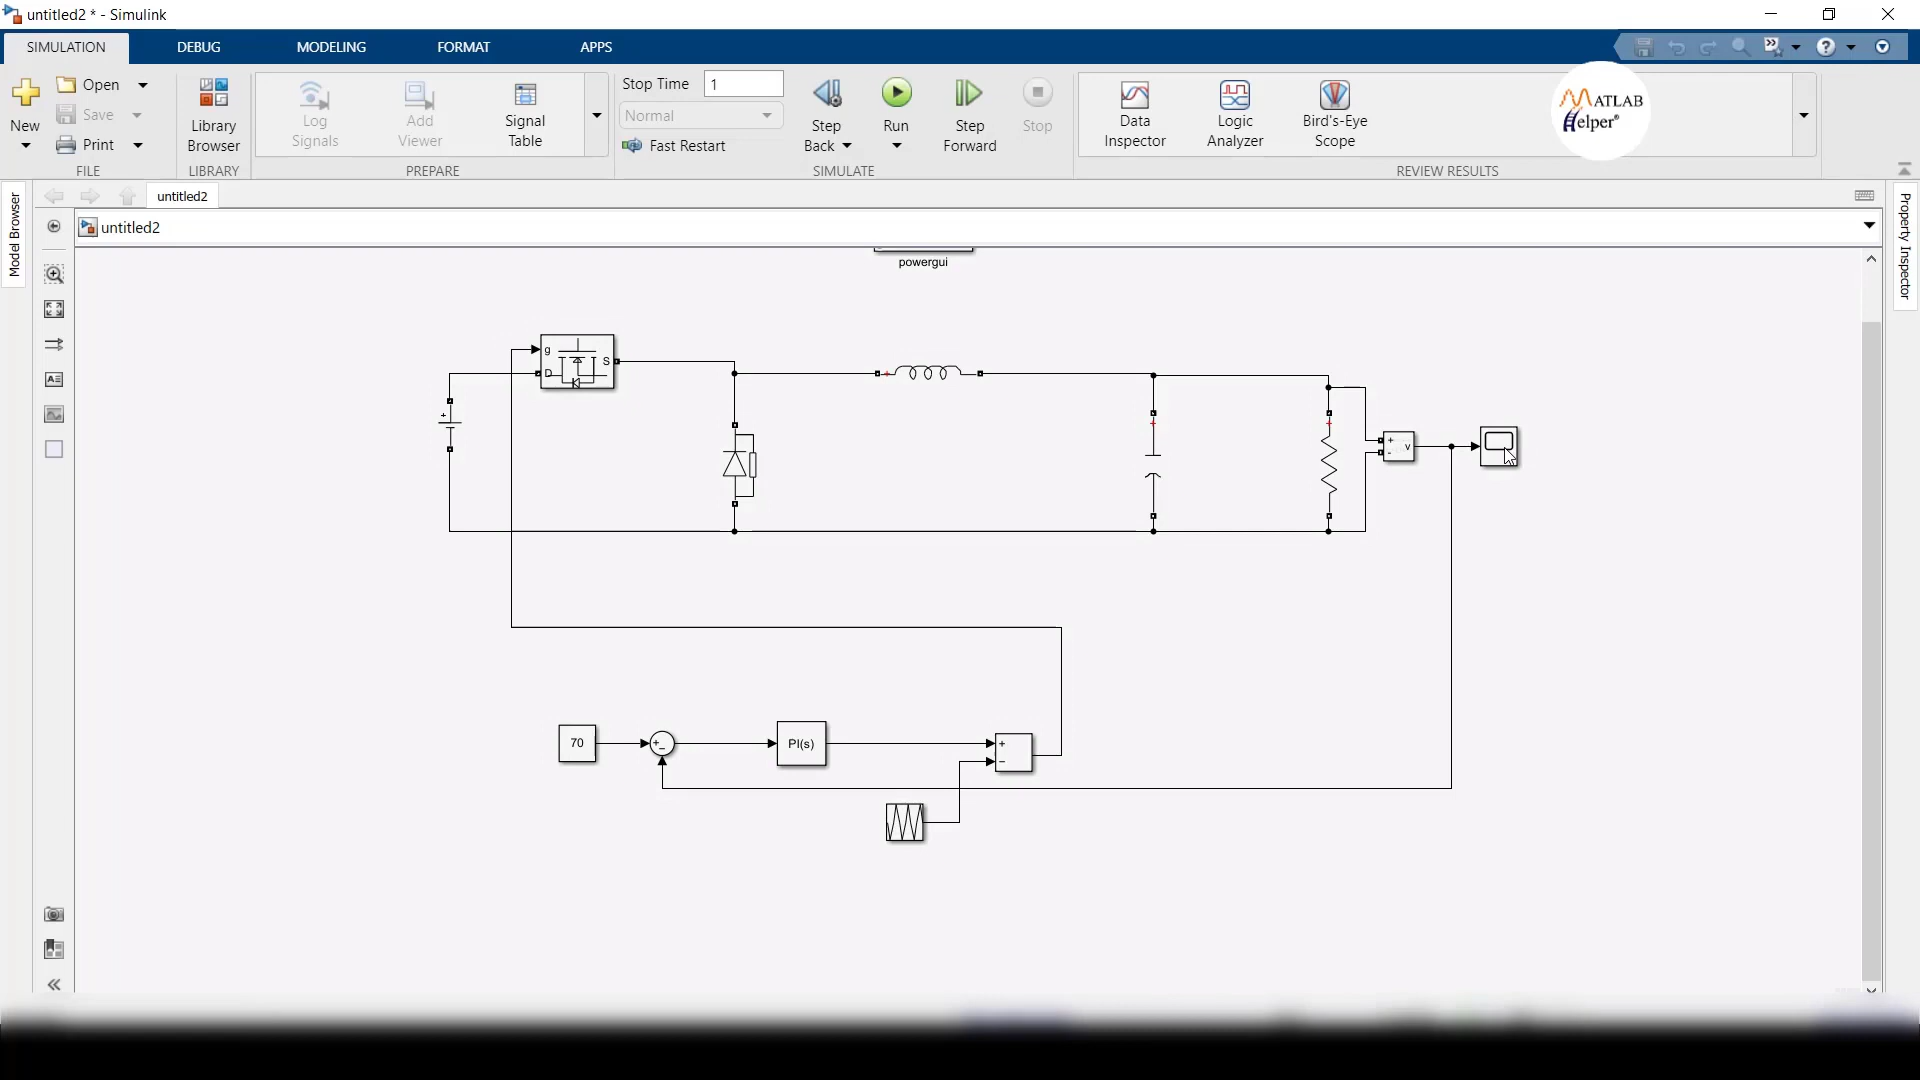 untitled2 * - Simulink
SIMULATION
DEBUG
MODELING
FORMAT
APPS
New
Open
Save
Print
FILE
Library
Browser
LIBRARY
Log
Signals
Add
Viewer
Signal
Table
PREPARE
Stop Time 1
Normal
Fast Restart
Step
Back
Run
Step
Forward
Stop
SIMULATE
Data
Inspector
Logic
Analyzer
Bird's-Eye
Scope
REVIEW RESULTS
MATLAB
Helper®
Model Browser
untitled2
untitled2
Property Inspector
powergui
g
D
S
+
+
+
+
+
-
v
70
+
−
PI(s)
+
−